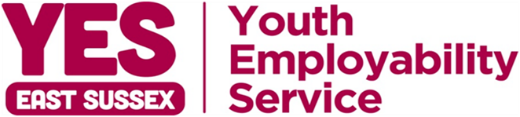 YES
EAST SUSSEX
Youth
Employability
Service